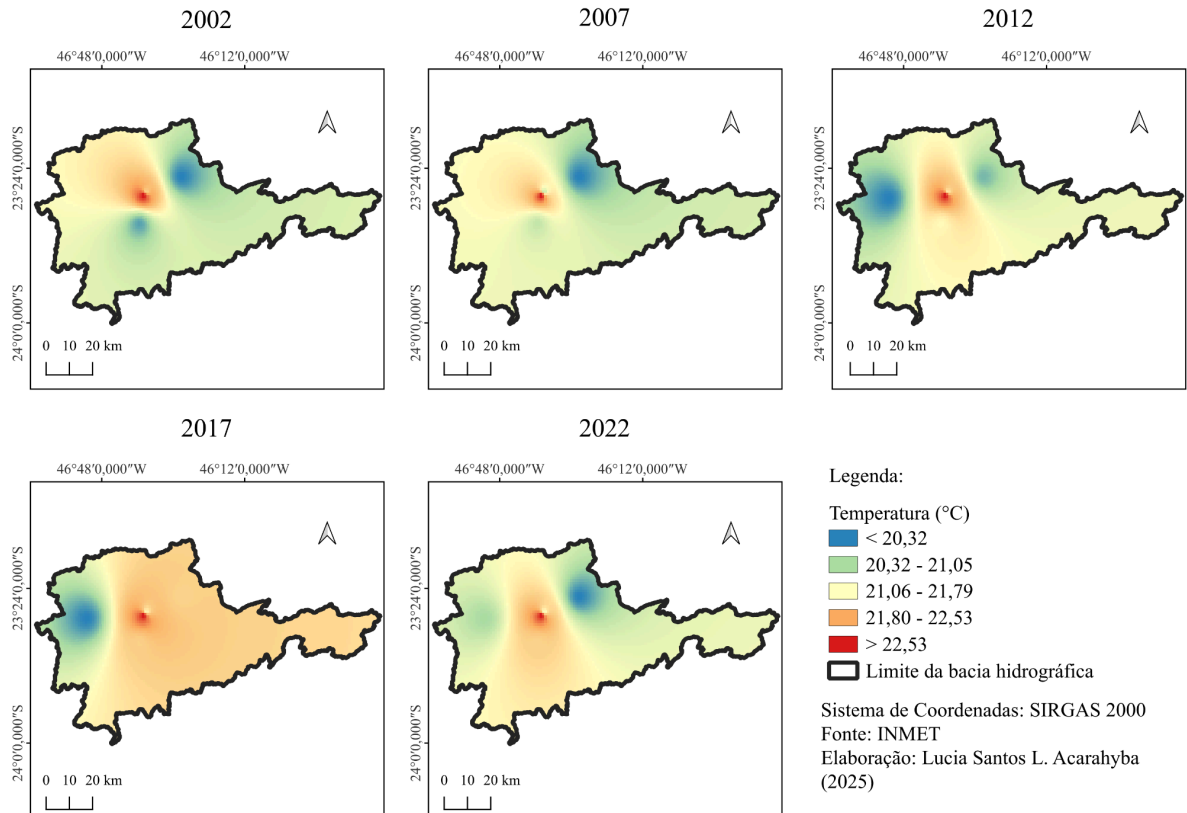 2002
46°48'0,000"W 46°12'0,000"W
23°24'0,000"S
24°0'0,000"S
0 10 20 km
2007
46°48'0,000"W 46°12'0,000"W
23°24'0,000"S
24°0'0,000"S
0 10 20 km
2012
46°48'0,000"W 46°12'0,000"W
23°24'0,000"S
24°0'0,000"S
0 10 20 km
2017
46°48'0,000"W 46°12'0,000"W
23°24'0,000"S
24°0'0,000"S
0 10 20 km
2022
46°48'0,000"W 46°12'0,000"W
23°24'0,000"S
24°0'0,000"S
0 10 20 km
Legenda:
Temperatura (°C)
< 20,32
20,32 - 21,05
21,06 - 21,79
21,80 - 22,53
> 22,53
Limite da bacia hidrográfica
Sistema de Coordenadas: SIRGAS 2000
Fonte: INMET
Elaboração: Lucia Santos L. Acarahyba
(2025)